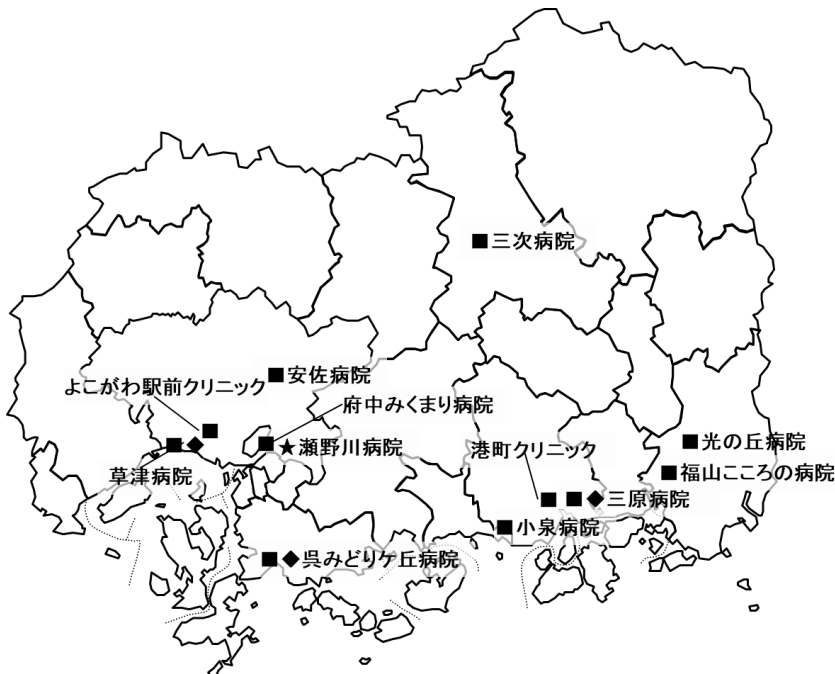 ■三次病院
■安佐病院
よこがわ駅前クリニック
府中みくまり病院
■◆
■
■★瀬野川病院
草津病院
■光の丘病院
港町クリニック
■福山こころの病院
■■◆三原病院
■小泉病院
■◆呉みどりケ丘病院